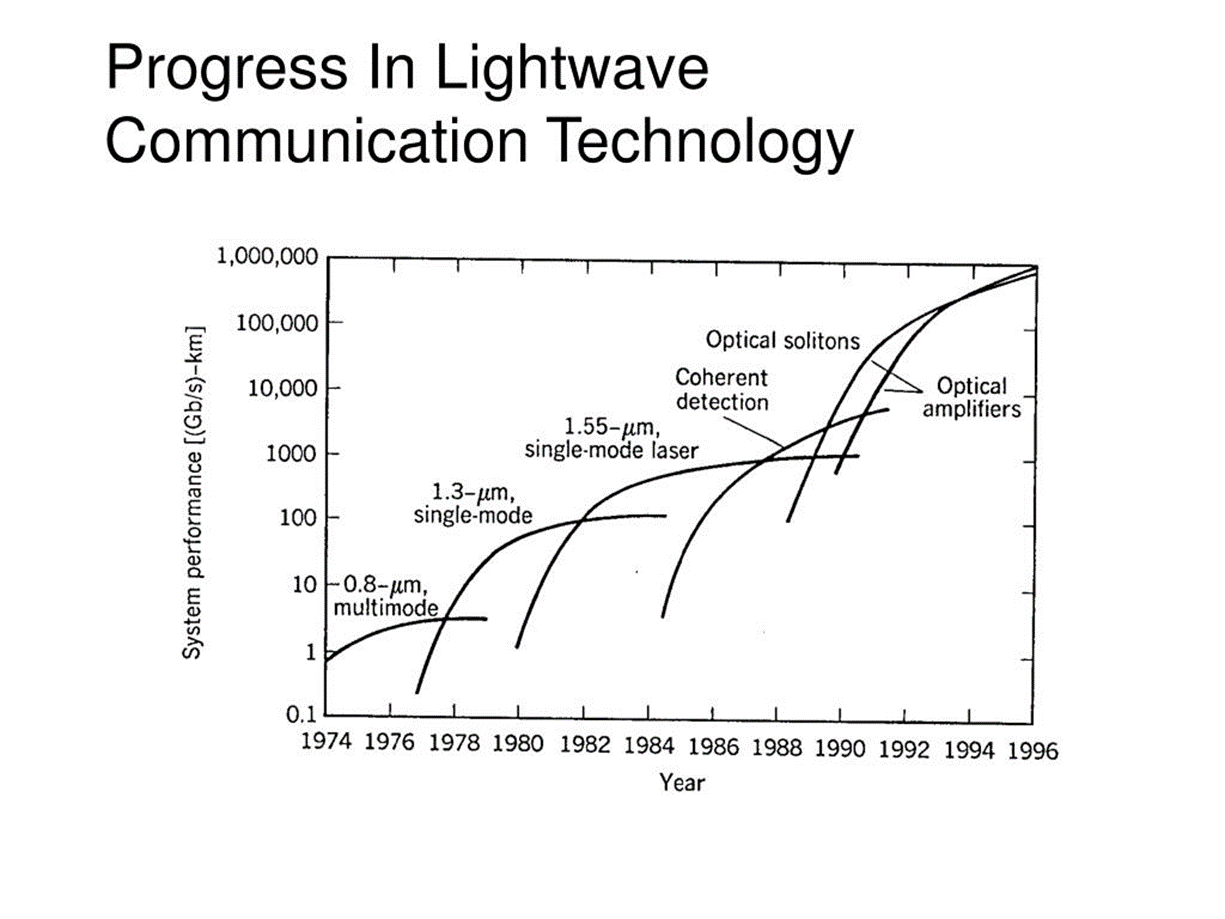 Progress In Lightwave
Communication Technology
1,000,000
100,000
10,000
1000
100
10
1
0.1
System performance [(Gb/s)–km]
Optical solitons
Coherent
detection
Optical
amplifiers
1.55–μm,
single-mode laser
1.3–μm,
single-mode
0.8–μm,
multimode
1974 1976 1978 1980 1982 1984 1986 1988 1990 1992 1994 1996
Year